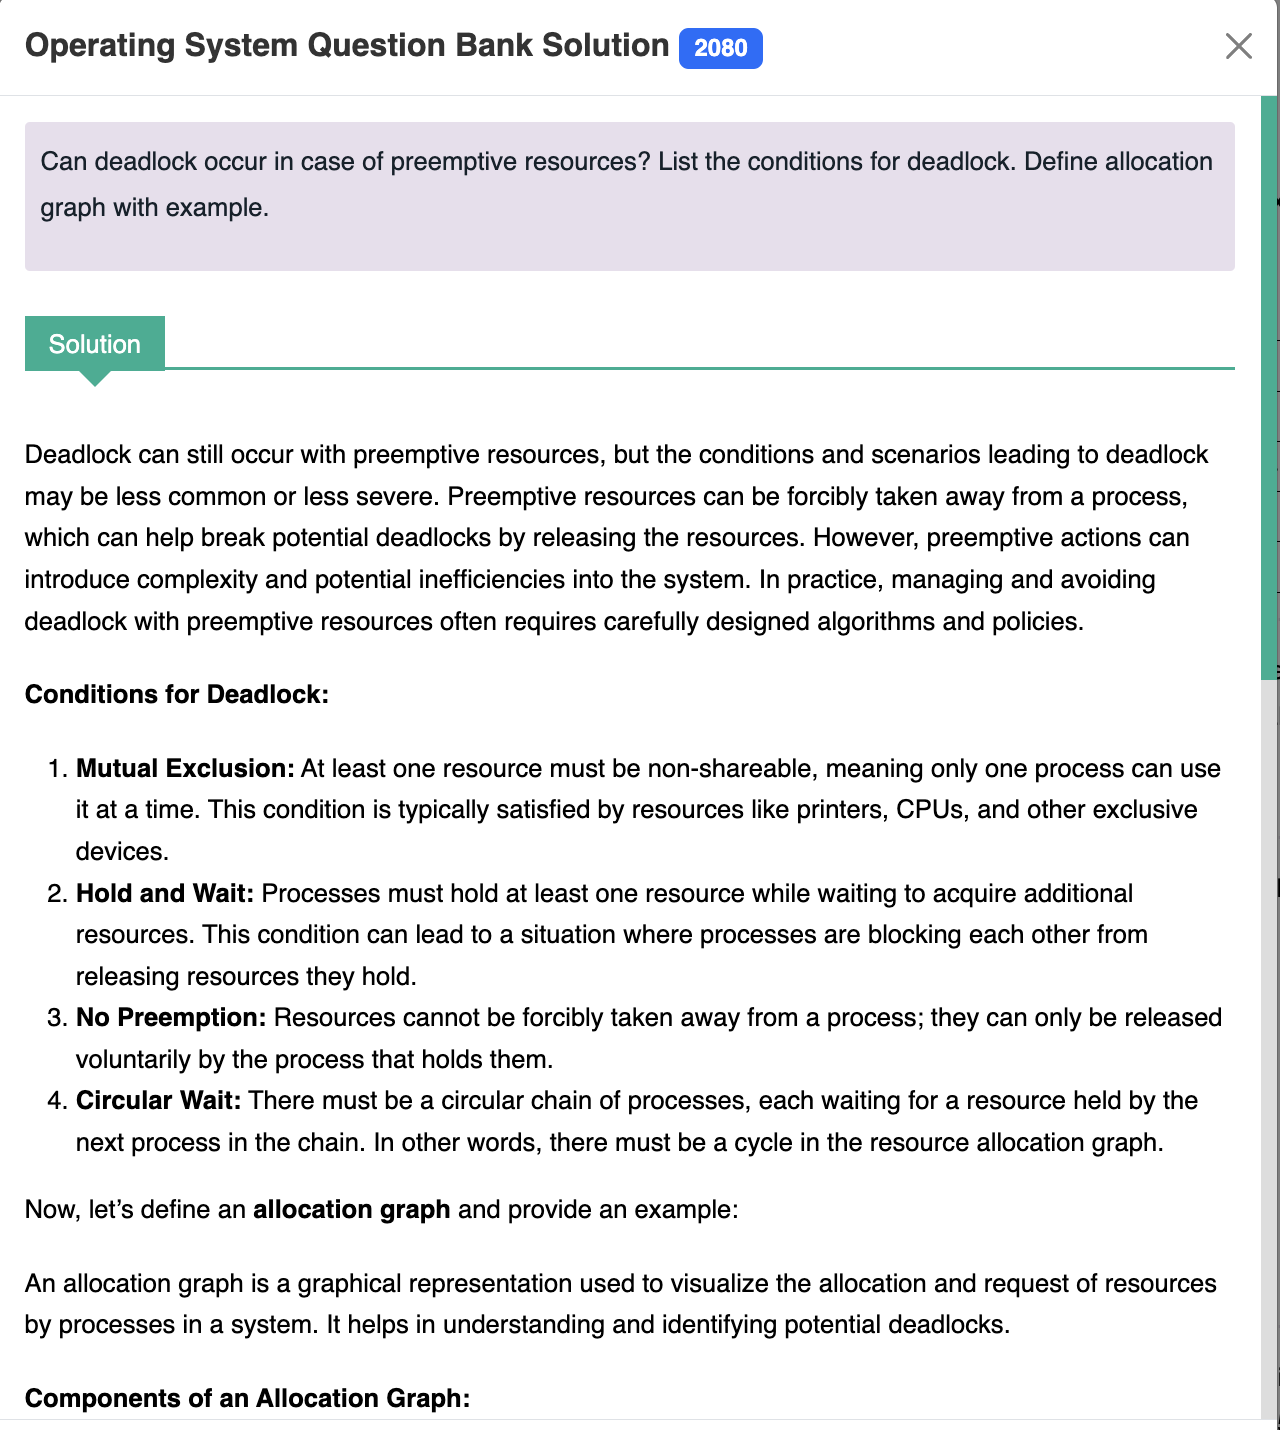 Operating System Question Bank Solution 2080
Can deadlock occur in case of preemptive resources? List the conditions for deadlock. Define allocation
graph with example.
Solution
Deadlock can still occur with preemptive resources, but the conditions and scenarios leading to deadlock
may be less common or less severe. Preemptive resources can be forcibly taken away from a process,
which can help break potential deadlocks by releasing the resources. However, preemptive actions can
introduce complexity and potential inefficiencies into the system. In practice, managing and avoiding
deadlock with preemptive resources often requires carefully designed algorithms and policies.
Conditions for Deadlock:
1. Mutual Exclusion: At least one resource must be non-shareable, meaning only one process can use
it at a time. This condition is typically satisfied by resources like printers, CPUs, and other exclusive
devices.
2. Hold and Wait: Processes must hold at least one resource while waiting to acquire additional
resources. This condition can lead to a situation where processes are blocking each other from
releasing resources they hold.
3. No Preemption: Resources cannot be forcibly taken away from a process; they can only be released
voluntarily by the process that holds them.
4. Circular Wait: There must be a circular chain of processes, each waiting for a resource held by the
next process in the chain. In other words, there must be a cycle in the resource allocation graph.
Now, let’s define an allocation graph and provide an example:
An allocation graph is a graphical representation used to visualize the allocation and request of resources
by processes in a system. It helps in understanding and identifying potential deadlocks.
Components of an Allocation Graph: